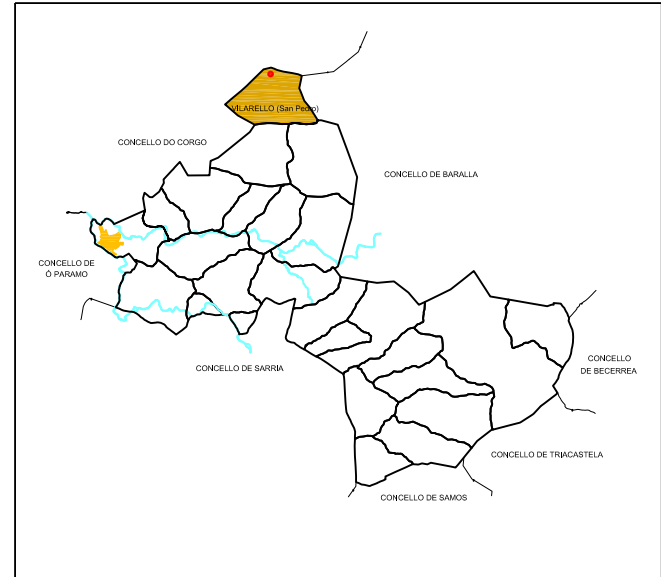 VILARELLO (San Pedro)
CONCELLO DO CORGO
CONCELLO DE BARALLA
CONCELLO DE
Ó PARAMO
CONCELLO DE SARRIA
CONCELLO
DE BECERREA
CONCELLO DE TRIACASTELA
CONCELLO DE SAMOS